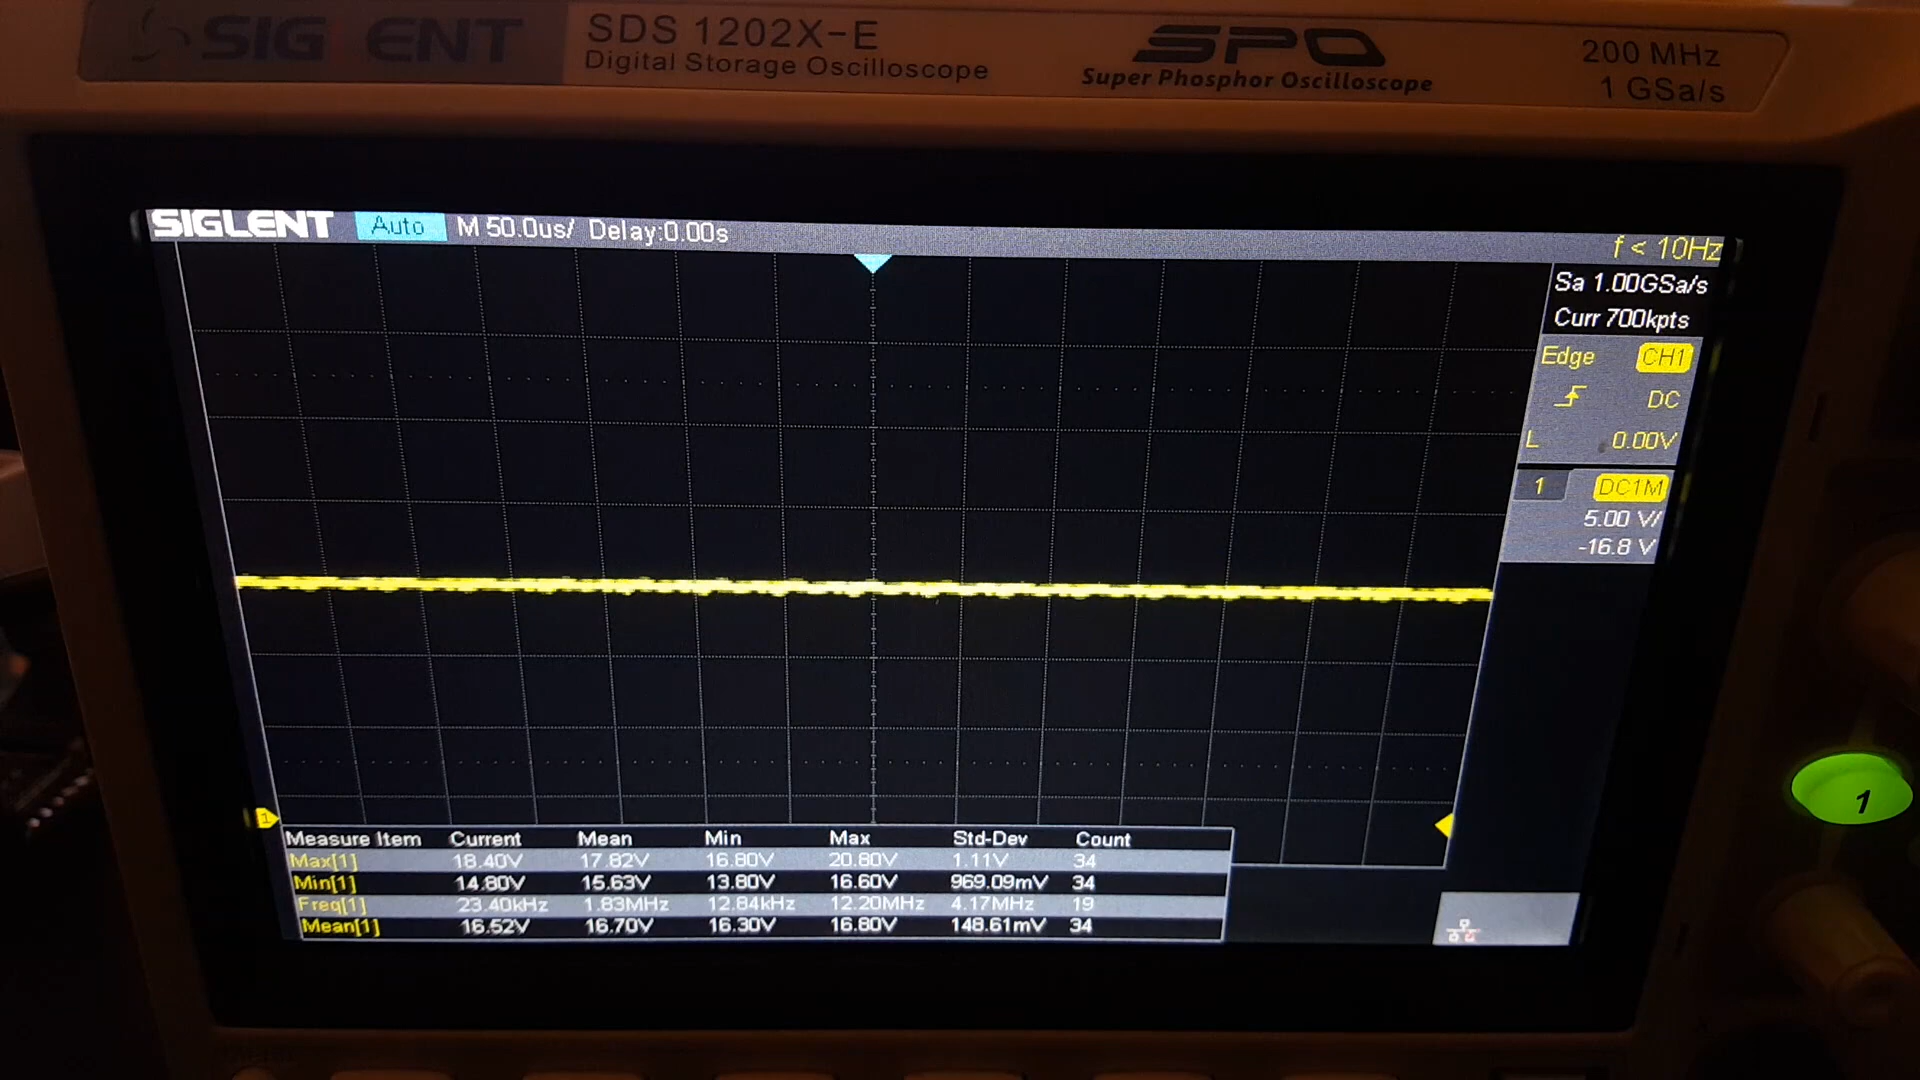 SIGLENT
SDS 1202X-E
Digital Storage Oscilloscope
SPO
Super Phosphor Oscilloscope
200 MHz
1 GSa/s
SIGLENT Auto M 50.0us/ Delay:0.00s
f < 10Hz
Sa 1.00GSa/s
Curr 700kpts
Edge CH1
DC
L 0.00V
1 DC1M
5.00 V/
-16.8 V
1
Measure Item Current Mean Min Max Std-Dev Count
Max[1] 18.40V 17.82V 16.80V 20.80V 1.11V 34
Min[1] 14.80V 15.63V 13.80V 16.60V 969.09mV 34
Freq[1] 23.40kHz 1.83MHz 12.84kHz 12.20MHz 4.17MHz 19
Mean[1] 16.52V 16.70V 16.30V 16.80V 148.61mV 34
1